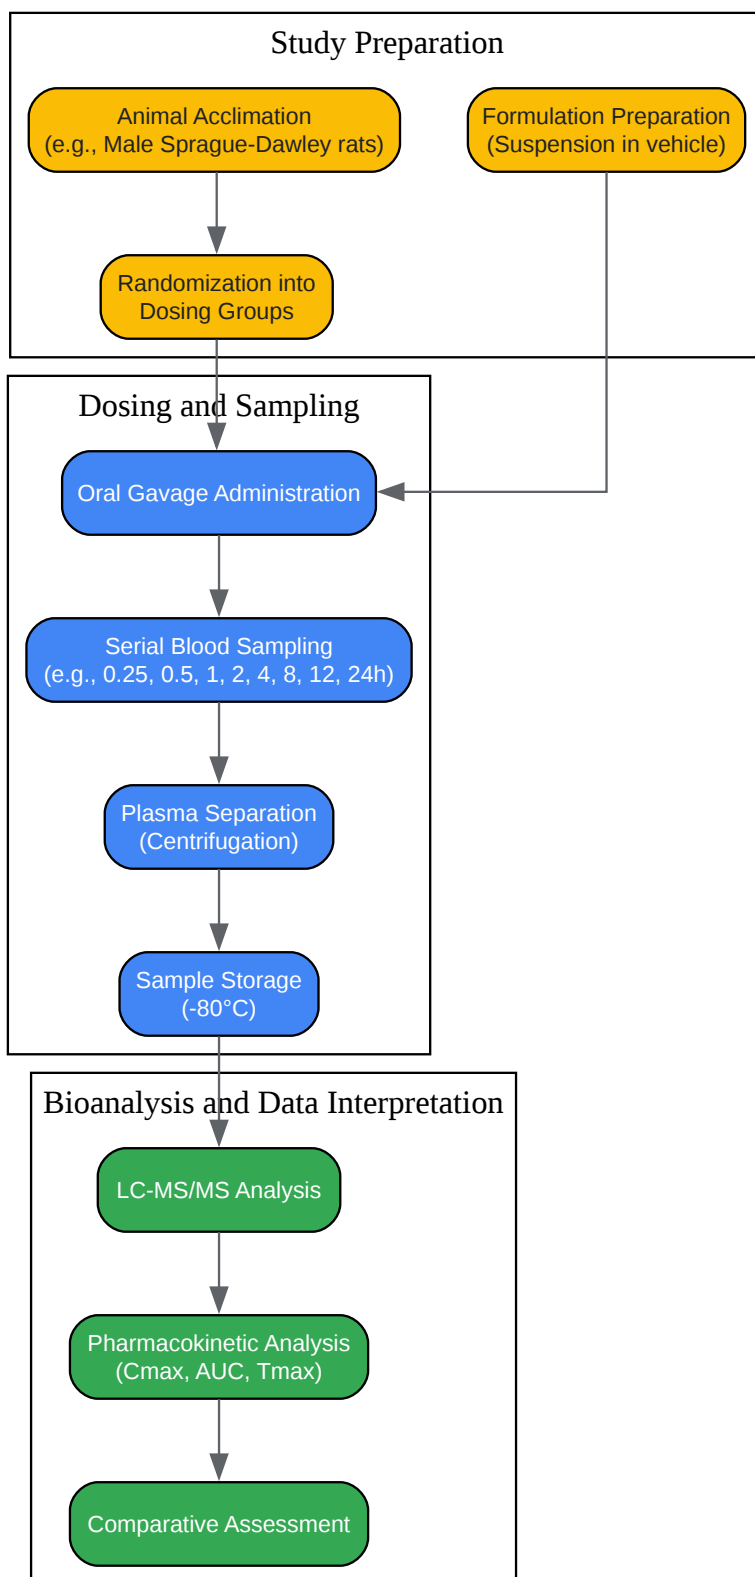 Study Preparation
Animal Acclimation
(e.g., Male Sprague-Dawley rats)
Formulation Preparation
(Suspension in vehicle)
Randomization into
Dosing Groups
Dosing and Sampling
Oral Gavage Administration
Serial Blood Sampling
(e.g., 0.25, 0.5, 1, 2, 4, 8, 12, 24h)
Plasma Separation
(Centrifugation)
Sample Storage
(-80°C)
Bioanalysis and Data Interpretation
LC-MS/MS Analysis
Pharmacokinetic Analysis
(Cmax, AUC, Tmax)
Comparative Assessment